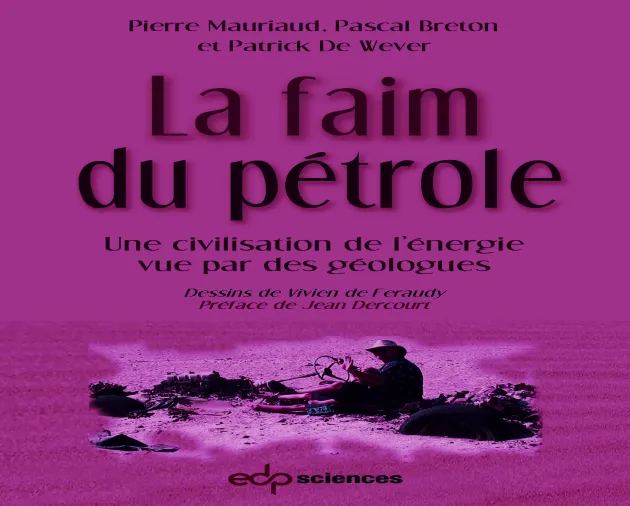 Pierre Mauriaud, Pascal Breton
et Patrick De Wever
La faim
du pétrole
Une civilisation de l'énergie
vue par des géologues
Dessins de Vivien de Feraudy
Préface de Jean Dercourt
edp sciences